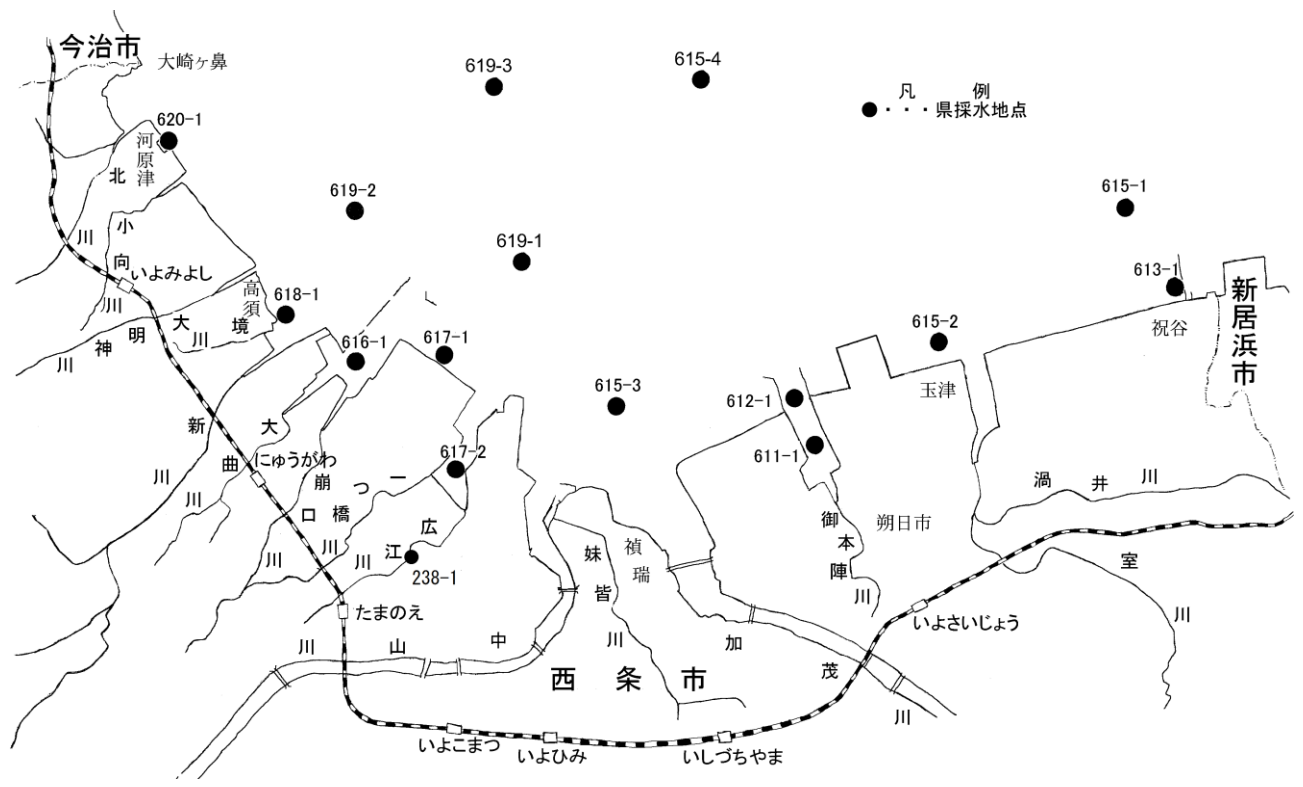 今治市
大崎ヶ鼻
619-3
615-4
凡　例
●・・・県採水地点
620-1
河原津
北川
619-2
615-1
小向川
619-1
いよみよし
613-1
新居浜市
高須
618-1
大明神川
境川
616-1
617-1
615-2
祝谷
615-3
612-1
玉津
新川
大曲川
にゅうがわ
崩口川
一つ橋川
617-2
611-1
渦井川
広江川
238-1
御本陣川
朔日市
妹皆川
禎瑞
室川
たまのえ
いよさいじょう
中山川
加茂川
西条市
いよこまつ
いよひみ
いしづちやま